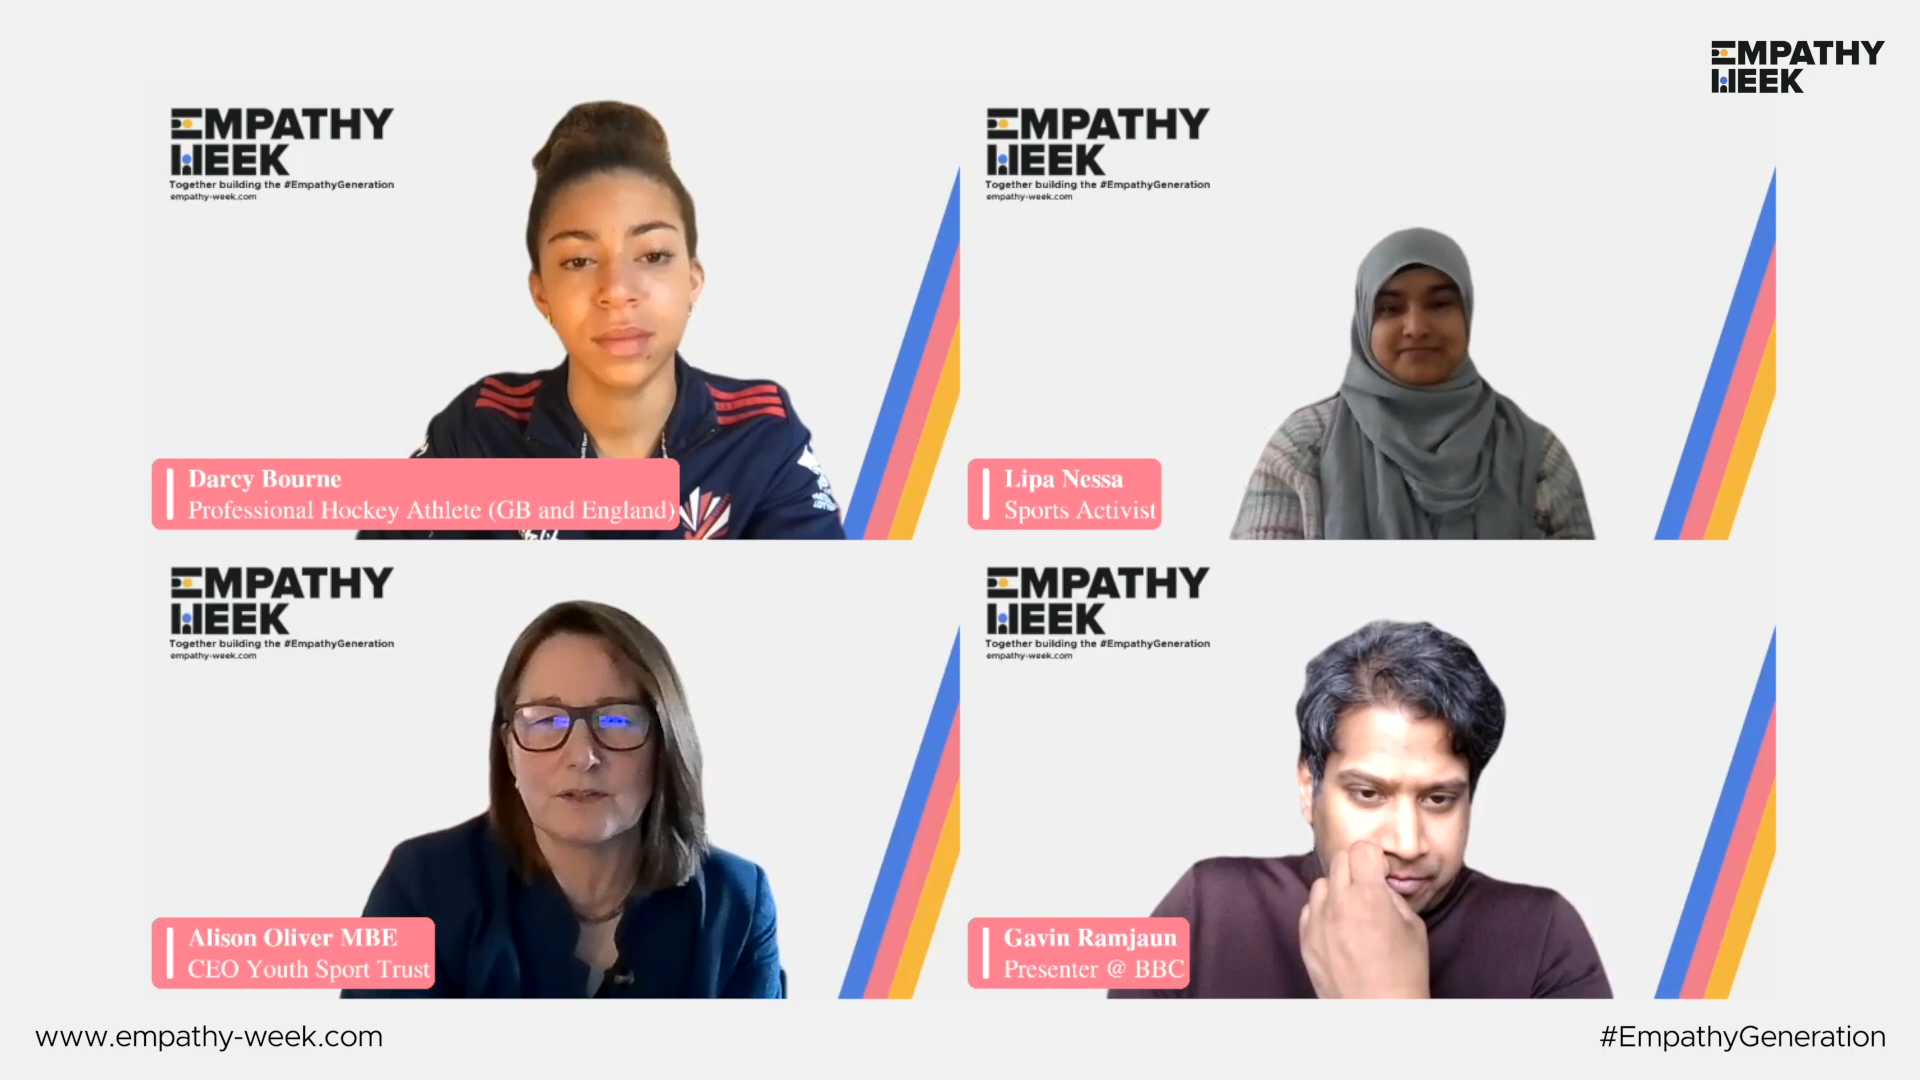 EMPATHY
WEEK
EMPATHY
WEEK
Together building the #EmpathyGeneration
empathy-week.com
Darcy Bourne
Professional Hockey Athlete (GB and England)
EMPATHY
WEEK
Together building the #EmpathyGeneration
empathy-week.com
Lipa Nessa
Sports Activist
EMPATHY
WEEK
Together building the #EmpathyGeneration
empathy-week.com
Alison Oliver MBE
CEO Youth Sport Trust
EMPATHY
WEEK
Together building the #EmpathyGeneration
empathy-week.com
Gavin Ramjaun
Presenter @ BBC
www.empathy-week.com
#EmpathyGeneration